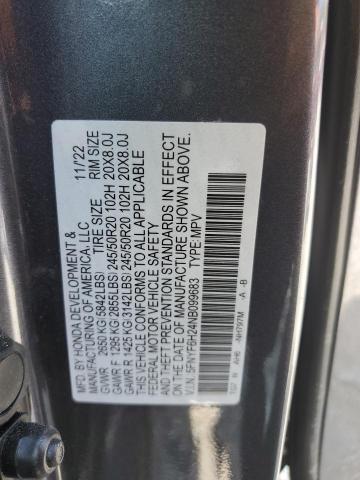 MFD. BY HONDA DEVELOPMENT & 11/22
MANUFACTURING OF AMERICA, LLC
GVWR 2650 KG(5842LBS) TIRE SIZE RIM SIZE
GAWR F 1295 KG(2855LBS)245/50R20 102H 20X8.0J
GAWR R 1425 KG(3142LBS)245/50R20 102H 20X8.0J
THIS VEHICLE CONFORMS TO ALL APPLICABLE
FEDERAL MOTOR VEHICLE SAFETY
THEFT PREVENTION STANDARDS IN EFFECT
ON THE DATE OF MANUFACTURE SHOWN ABOVE.
V.I.N. 5FNYF6H24NB099683 TYPE:MPV
NH797M -A -B